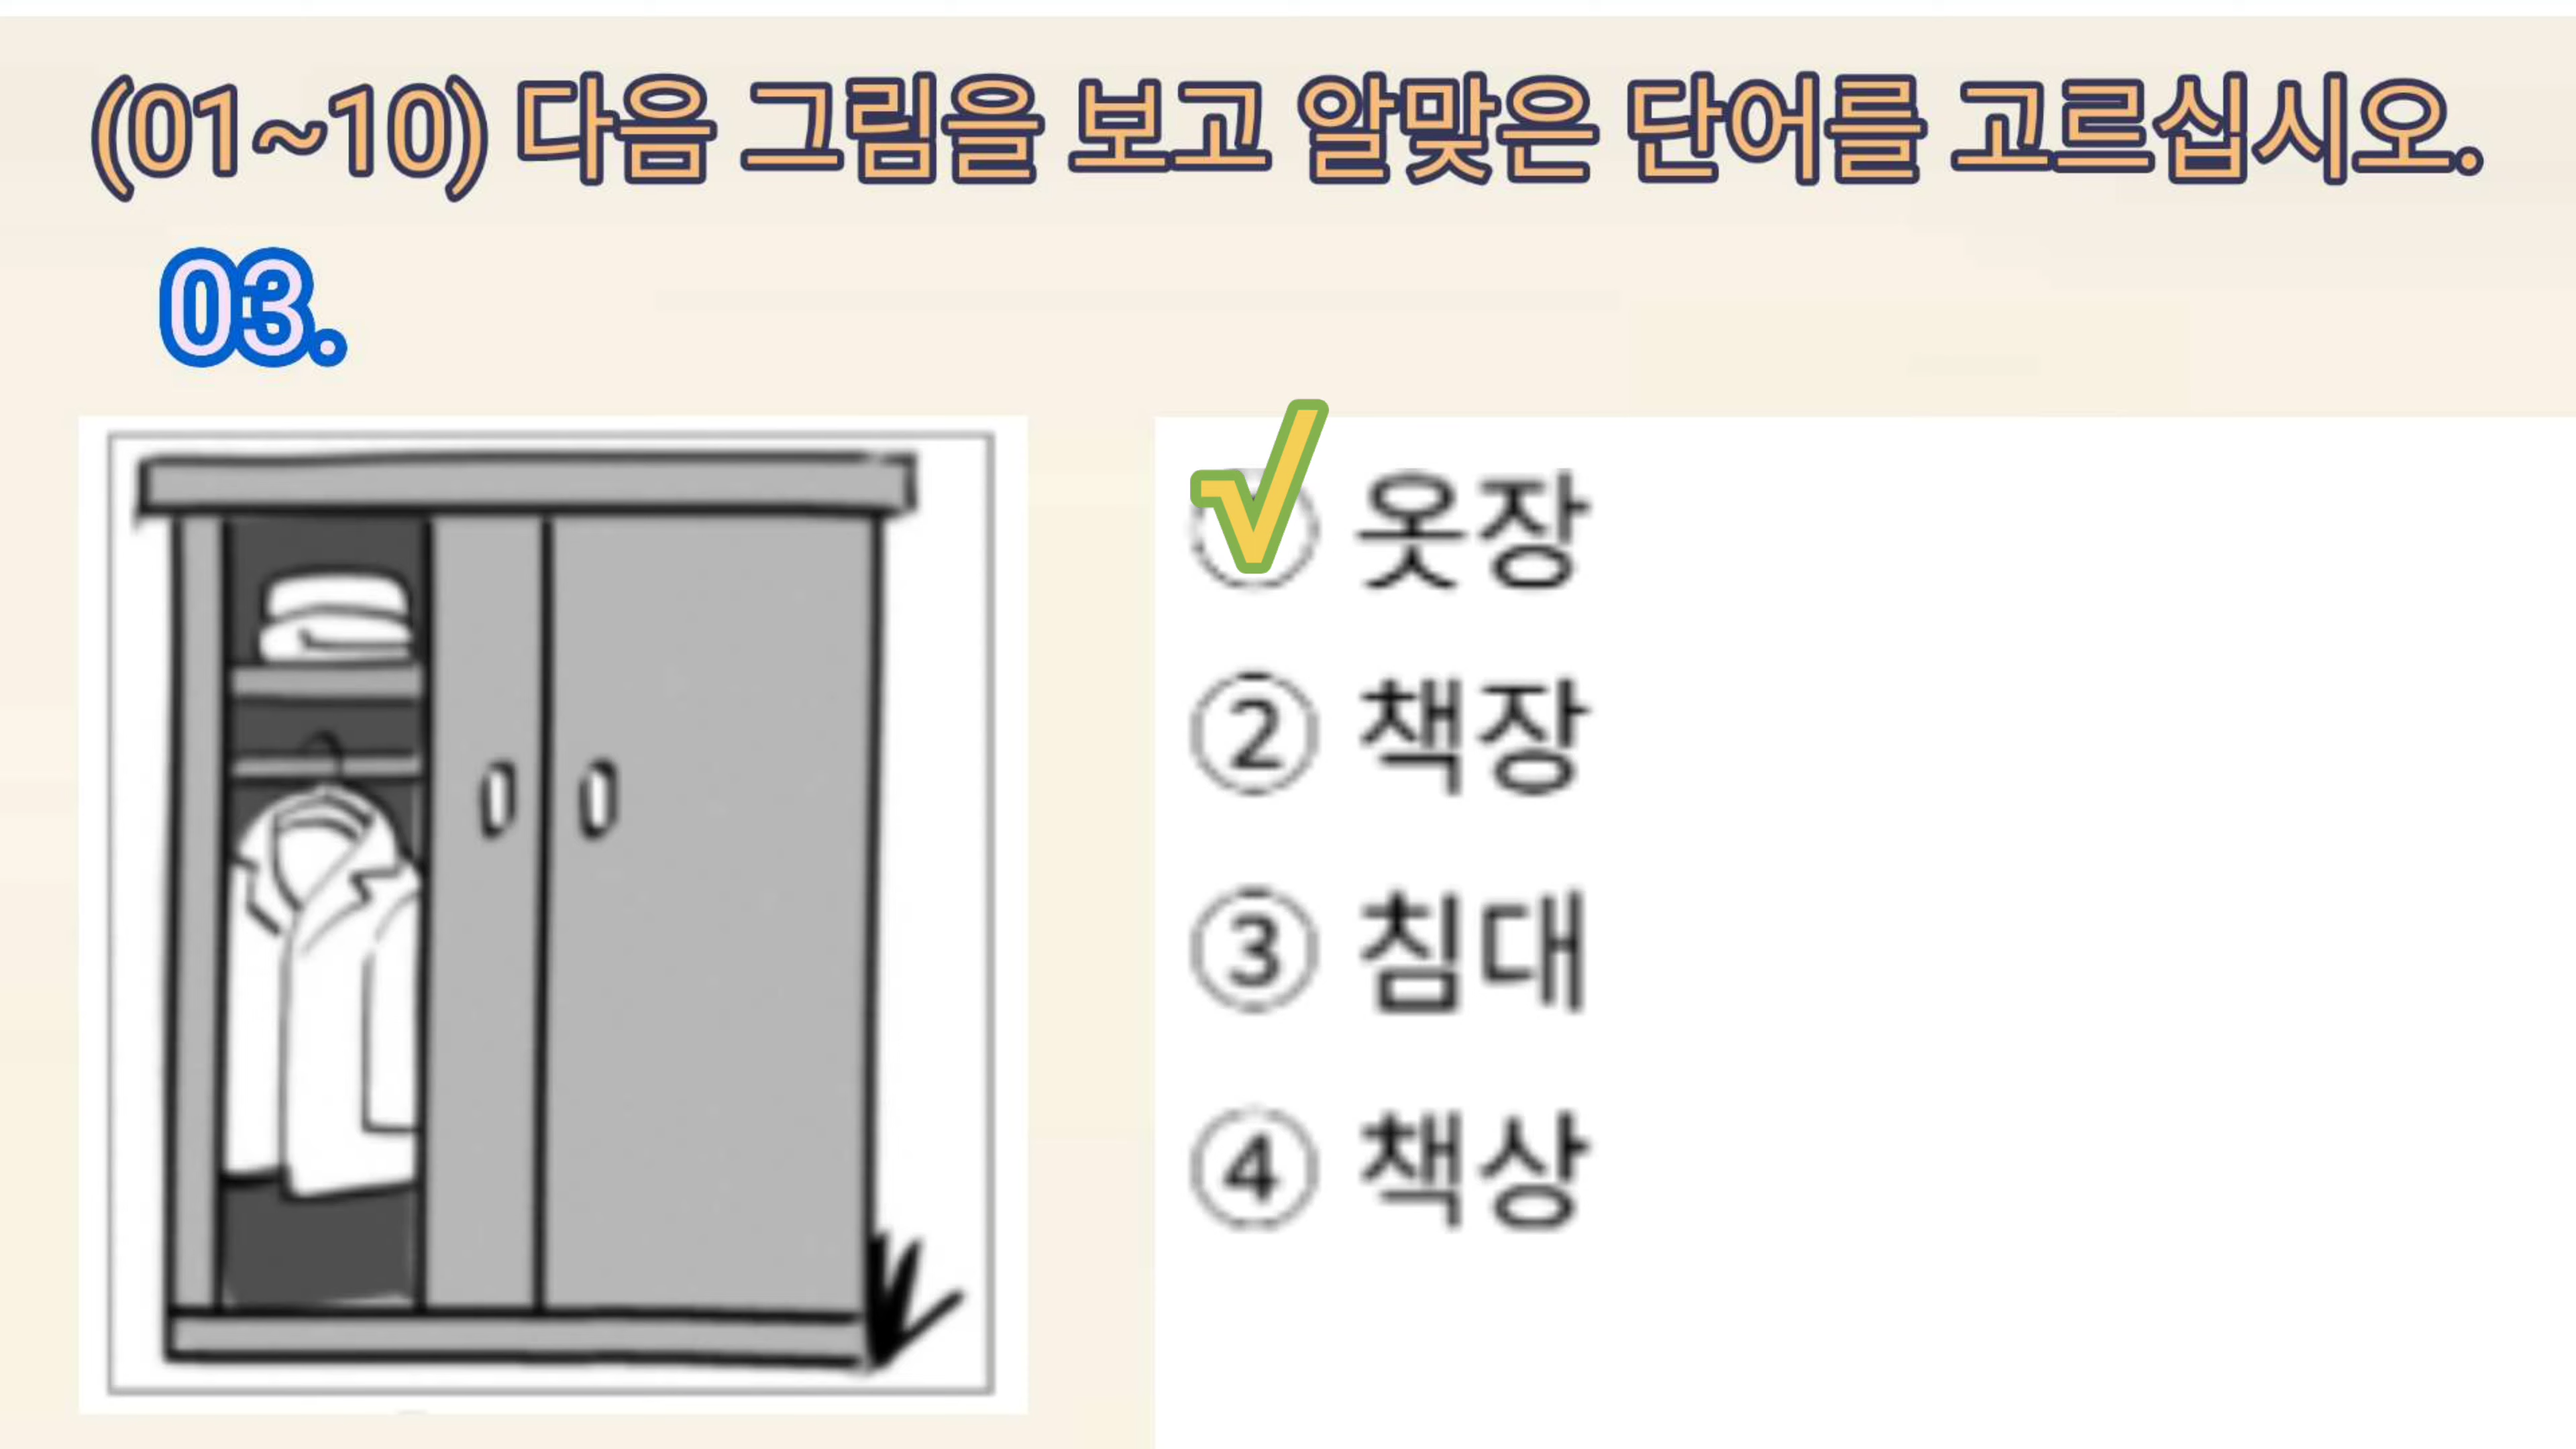 (01~10) 다음 그림을 보고 알맞은 단어를 고르십시오.
03.
√ 옷장
② 책장
③ 침대
④ 책상